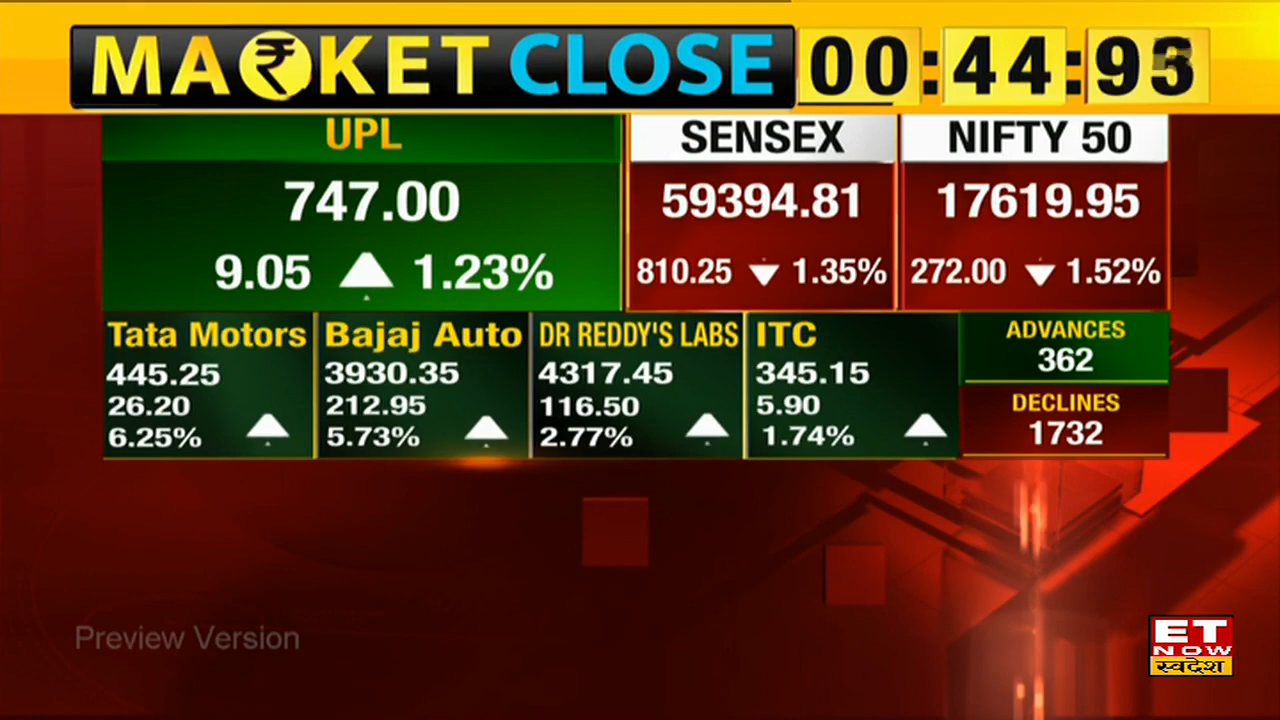 MA₹KET CLOSE 00:44:
UPL
747.00
9.05 1.23%
SENSEX
59394.81
810.25 1.35%
NIFTY 50
17619.95
272.00 1.52%
Tata Motors
445.25
26.20
6.25%
Bajaj Auto
3930.35
212.95
5.73%
DR REDDY'S LABS
4317.45
116.50
2.77%
ITC
345.15
5.90
1.74%
ADVANCES
362
DECLINES
1732
Preview Version
ET
NOW
स्वदेश